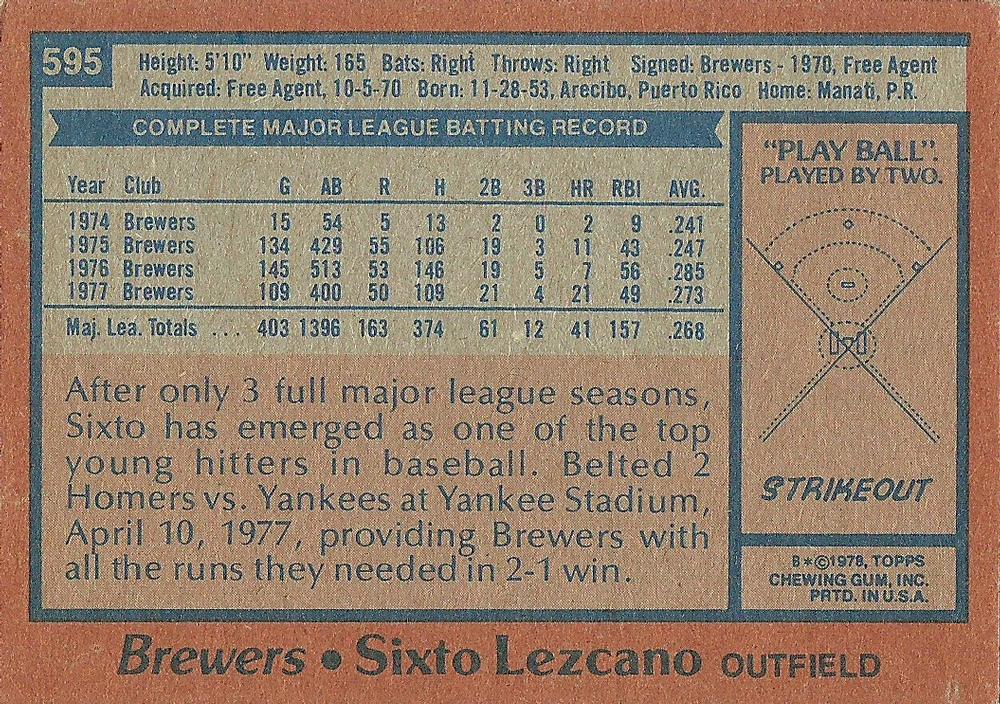 595
Height: 5'10" Weight: 165 Bats: Right Throws: Right Signed: Brewers - 1970, Free Agent
Acquired: Free Agent, 10-5-70 Born: 11-28-53, Arecibo, Puerto Rico Home: Manati, P.R.
COMPLETE MAJOR LEAGUE BATTING RECORD
Year Club G AB R H 2B 3B HR RBI AVG.
1974 Brewers 15 54 5 13 2 0 2 9 .241
1975 Brewers 134 429 55 106 19 3 11 43 .247
1976 Brewers 145 513 53 146 19 5 7 56 .285
1977 Brewers 109 400 50 109 21 4 21 49 .273
Maj. Lea. Totals ... 403 1396 163 374 61 12 41 157 .268
After only 3 full major league seasons,
Sixto has emerged as one of the top
young hitters in baseball. Belted 2
Homers vs. Yankees at Yankee Stadium,
April 10, 1977, providing Brewers with
all the runs they needed in 2-1 win.
"PLAY BALL".
PLAYED BY TWO.
STRIKEOUT
B*©1978, TOPPS
CHEWING GUM, INC.
PRTD. IN U.S.A.
Brewers • Sixto Lezcano OUTFIELD